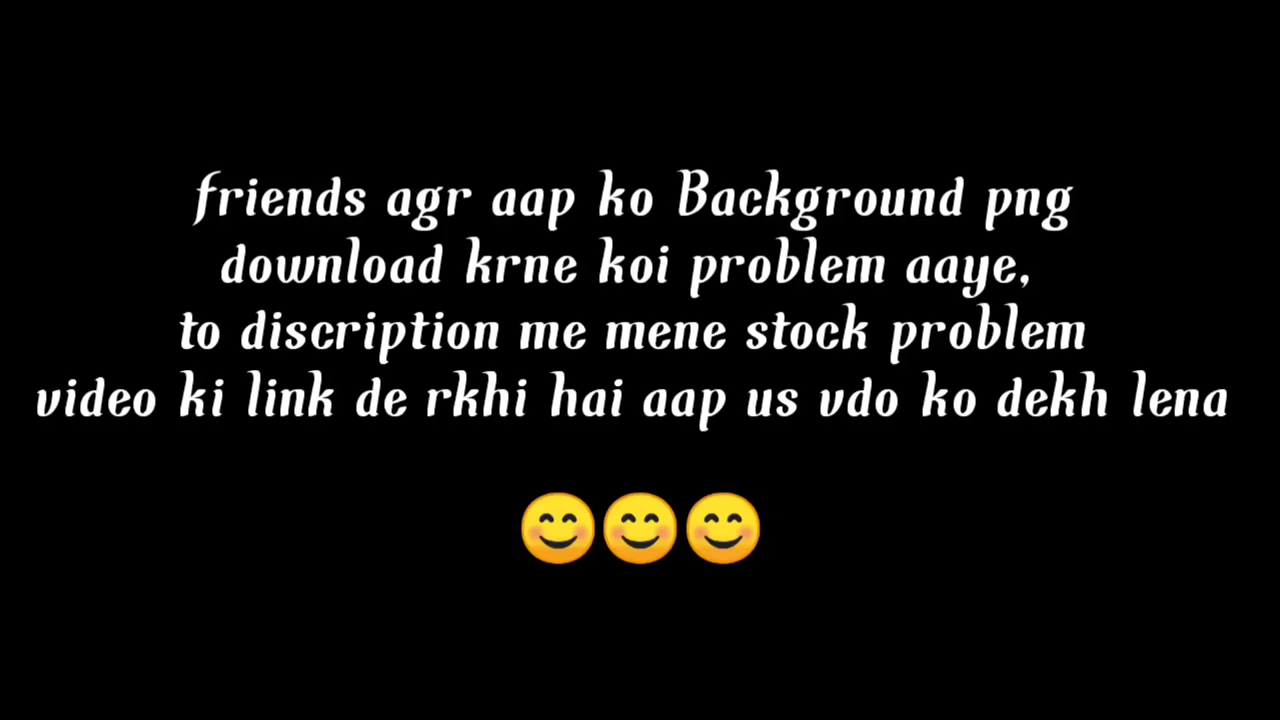 friends agr aap ko Background png
download krne koi problem aaye,
to discription me mene stock problem
video ki link de rkhi hai aap us vdo ko dekh lena
😊😊😊